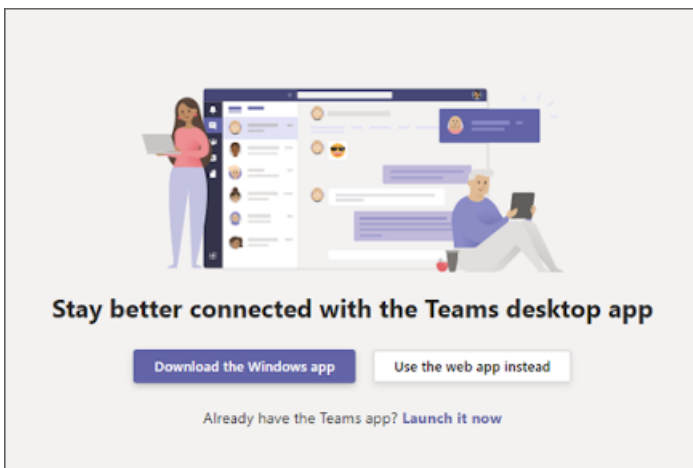 Stay better connected with the Teams desktop app
Download the Windows app
Use the web app instead
Already have the Teams app? Launch it now